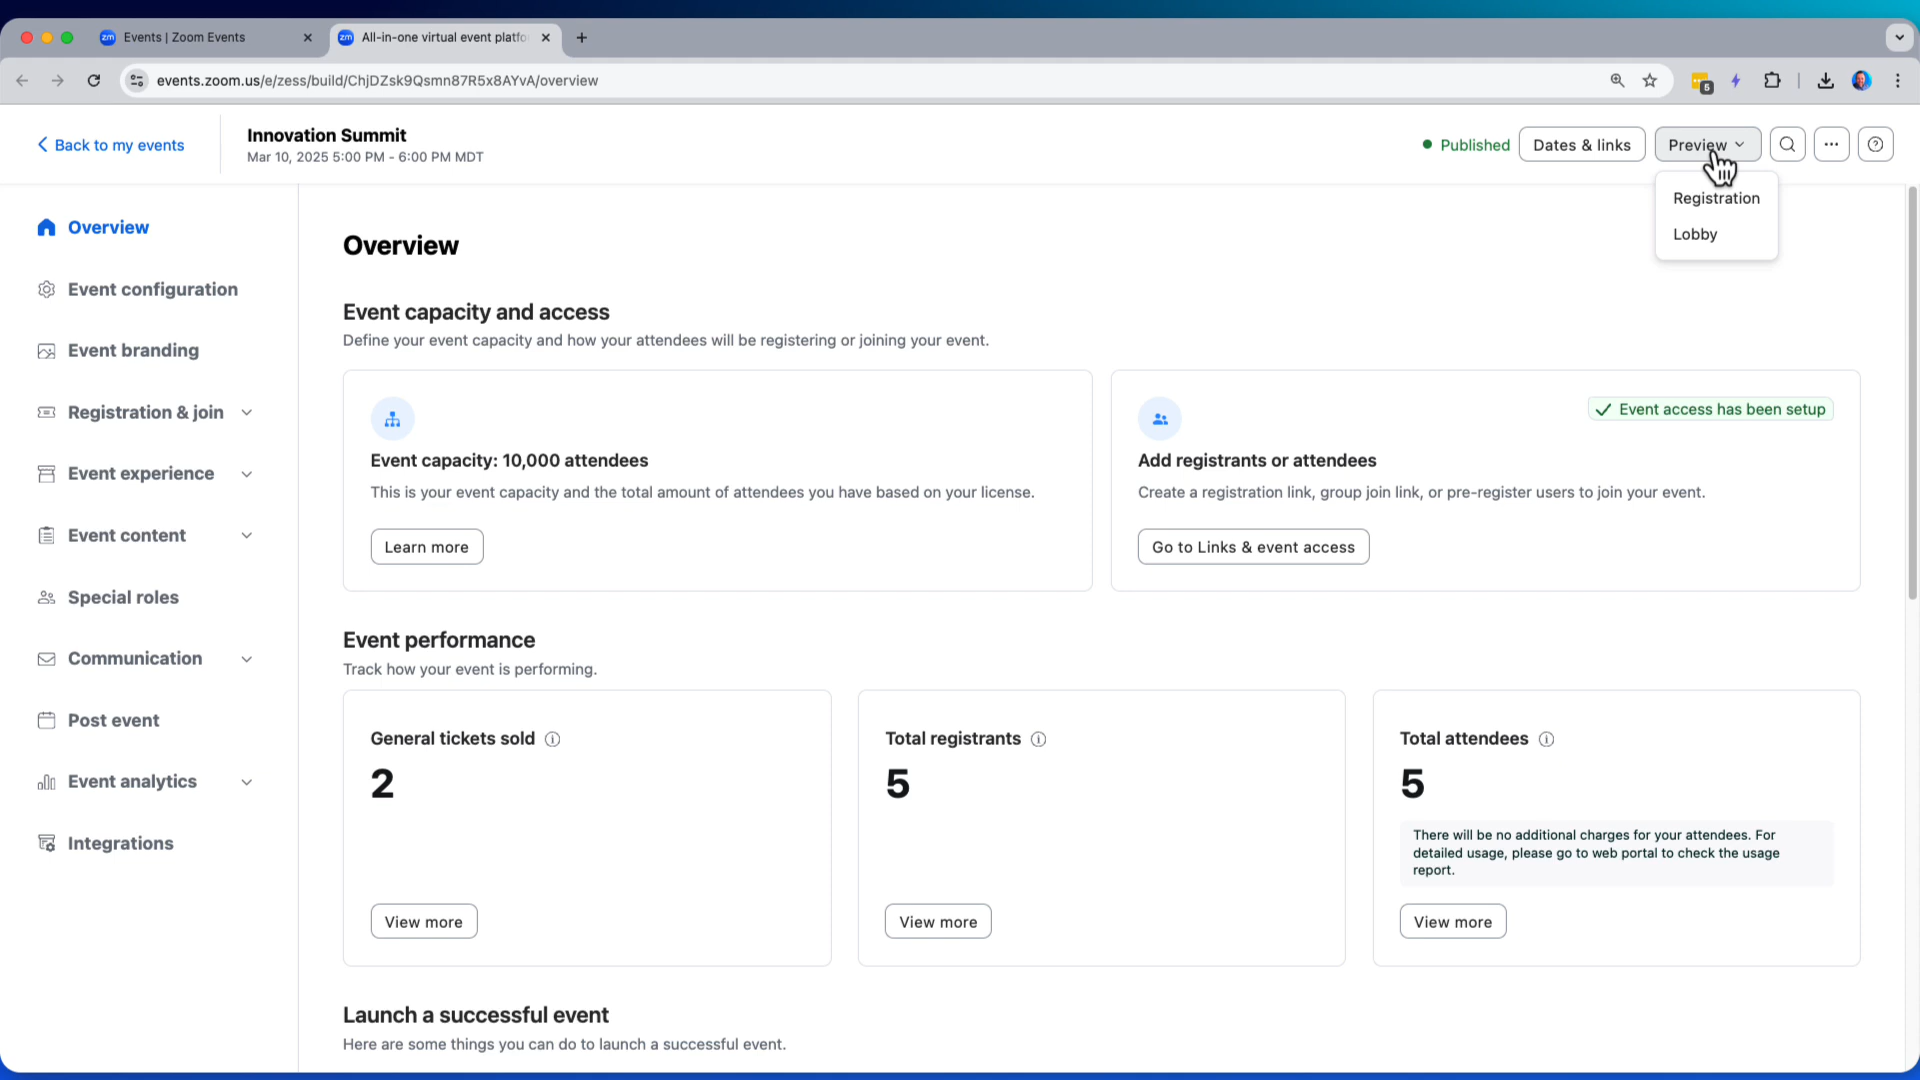 Events | Zoom Events
All-in-one virtual event platfo
events.zoom.us/e/zess/build/ChjDZsk9Qsmn87R5x8AYvA/overview
5
Back to my events
Innovation Summit
Mar 10, 2025 5:00 PM - 6:00 PM MDT
Published
Dates & links
Preview
Registration
Lobby
Overview
Event configuration
Event branding
Registration & join
Event experience
Event content
Special roles
Communication
Post event
Event analytics
Integrations
Overview
Event capacity and access
Define your event capacity and how your attendees will be registering or joining your event.
Event capacity: 10,000 attendees
This is your event capacity and the total amount of attendees you have based on your license.
Learn more
Event access has been setup
Add registrants or attendees
Create a registration link, group join link, or pre-register users to join your event.
Go to Links & event access
Event performance
Track how your event is performing.
General tickets sold
2
View more
Total registrants
5
View more
Total attendees
5
There will be no additional charges for your attendees. For
detailed usage, please go to web portal to check the usage
report.
View more
Launch a successful event
Here are some things you can do to launch a successful event.